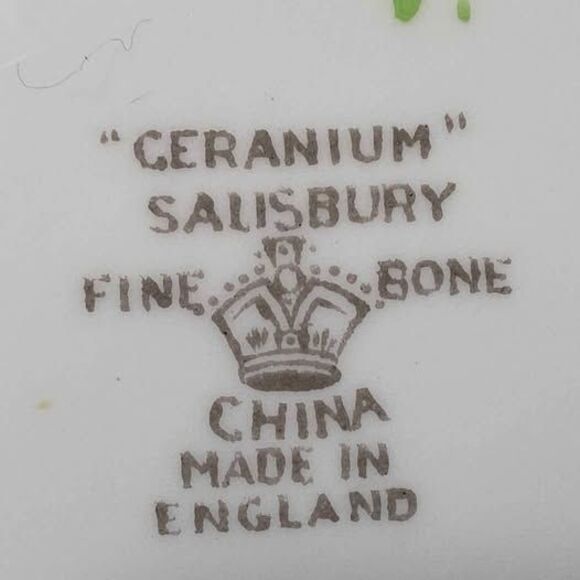 "GERANIUM"
SALISBURY
FINE BONE
CHINA
MADE IN
ENGLAND